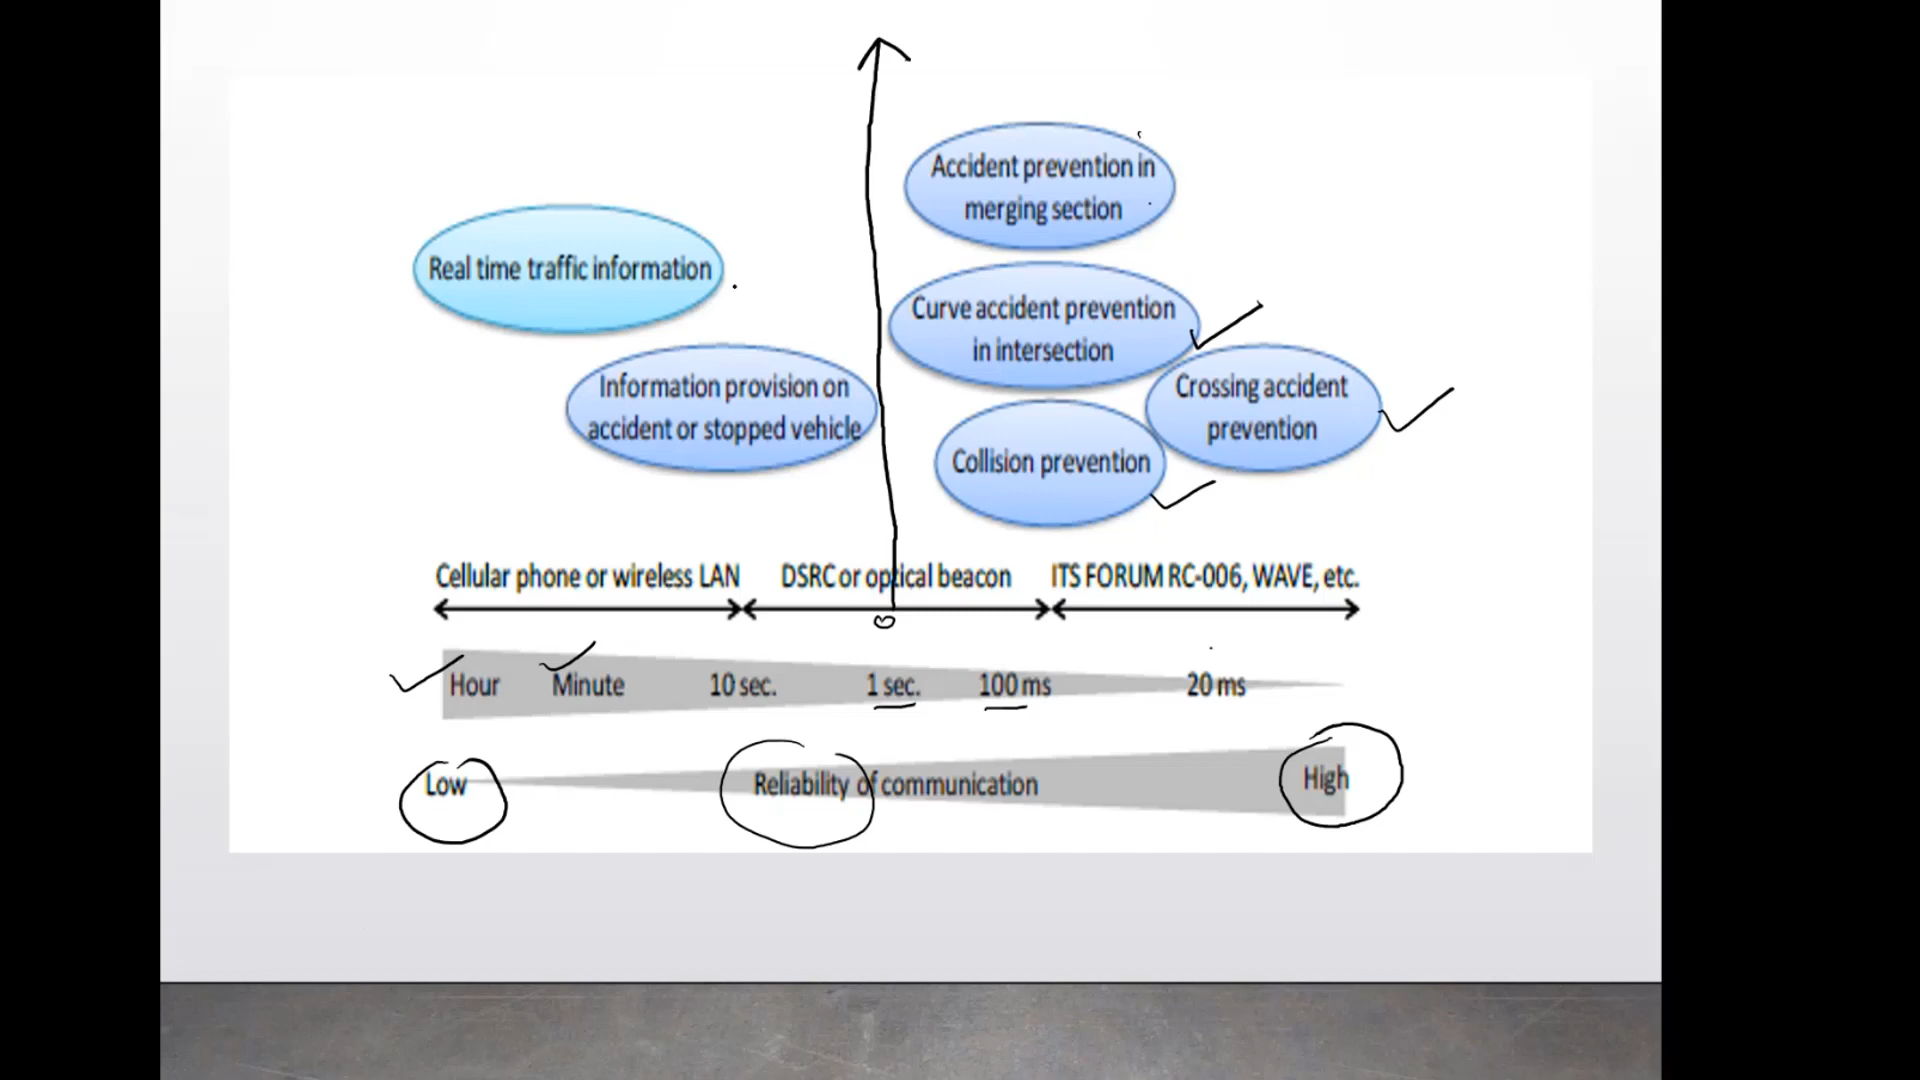 Accident prevention in
merging section
Real time traffic information
Curve accident prevention
in intersection
Information provision on
accident or stopped vehicle
Crossing accident
prevention
Collision prevention
Cellular phone or wireless LAN
DSRC or optical beacon
ITS FORUM RC-006, WAVE, etc.
Hour Minute 10 sec. 1 sec. 100 ms 20 ms
Low Reliability of communication High